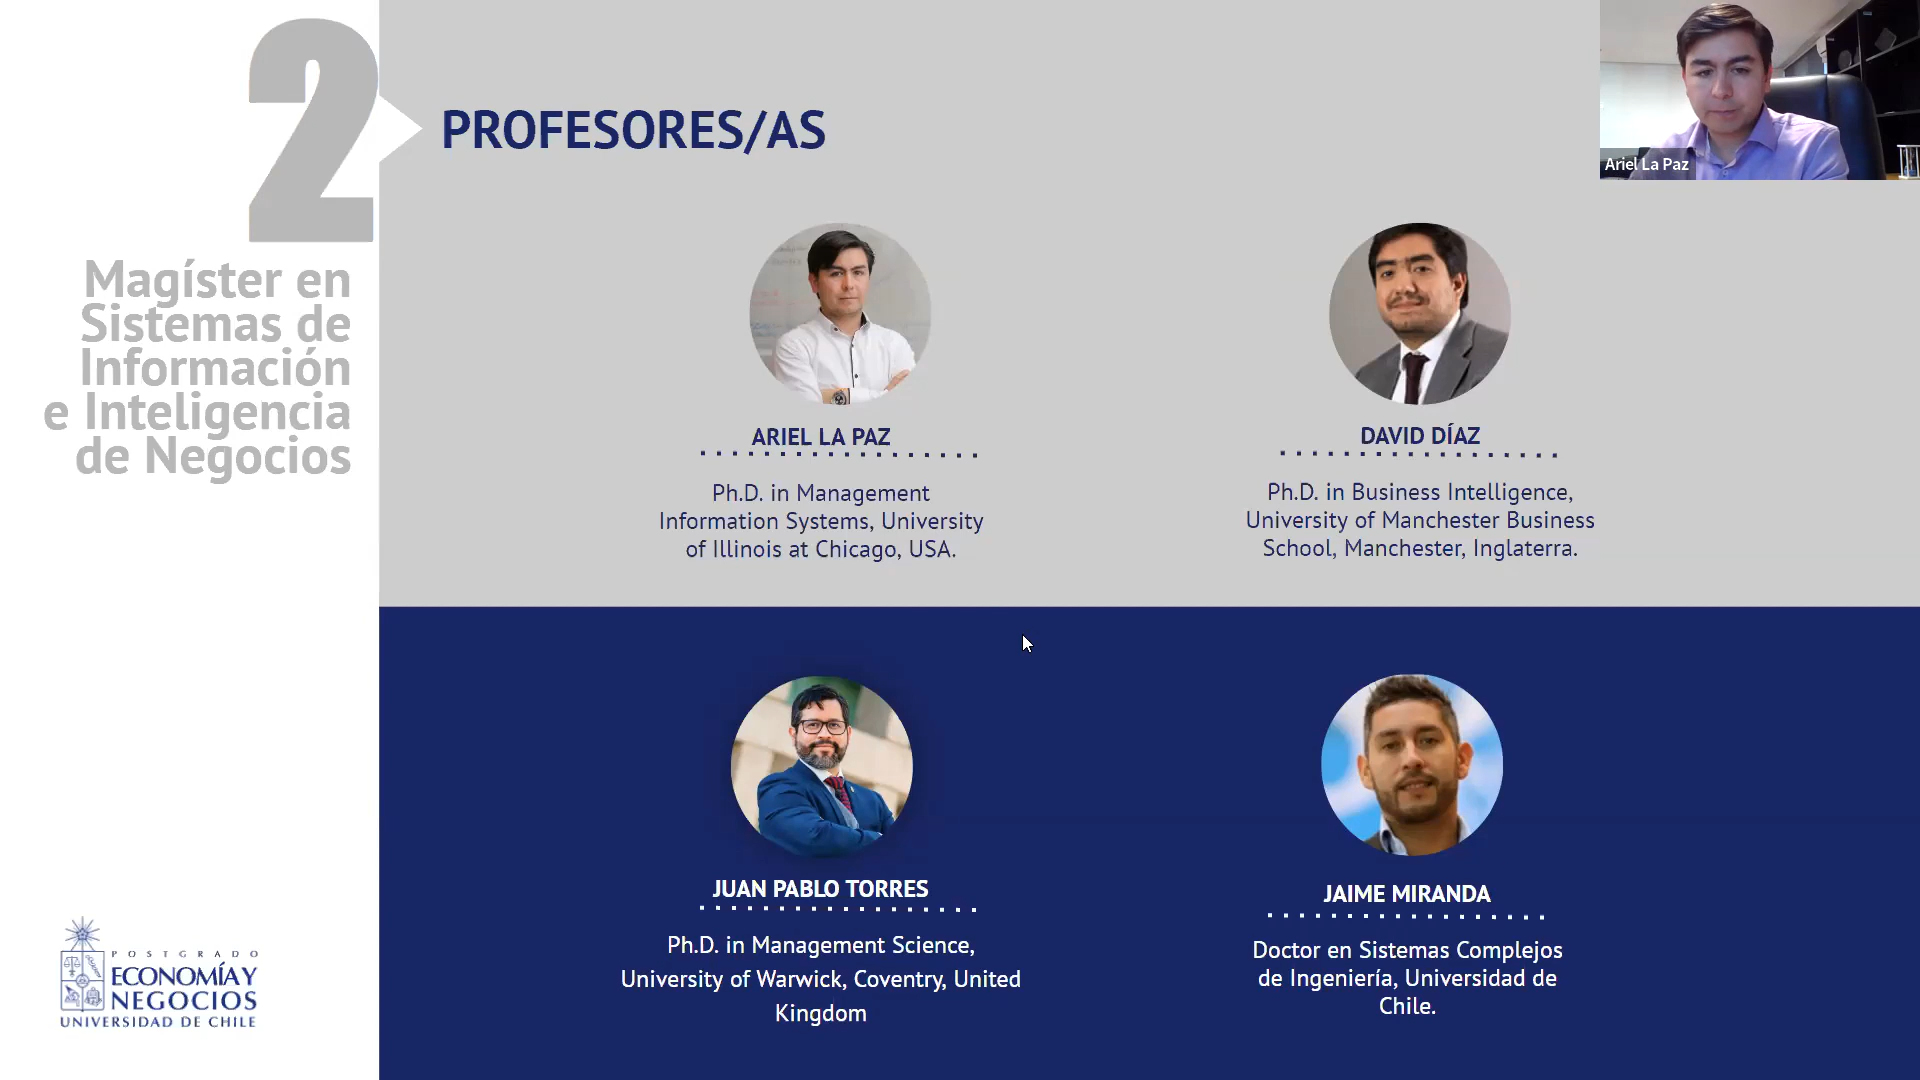 2
Magíster en
Sistemas de
Información
e Inteligencia
de Negocios
PROFESORES/AS
Ariel La Paz
ARIEL LA PAZ
Ph.D. in Management
Information Systems, University
of Illinois at Chicago, USA.
DAVID DÍAZ
Ph.D. in Business Intelligence,
University of Manchester Business
School, Manchester, Inglaterra.
JUAN PABLO TORRES
Ph.D. in Management Science,
University of Warwick, Coventry, United
Kingdom
JAIME MIRANDA
Doctor en Sistemas Complejos
de Ingeniería, Universidad de
Chile.
POSTGRADO
ECONOMÍA Y
NEGOCIOS
UNIVERSIDAD DE CHILE